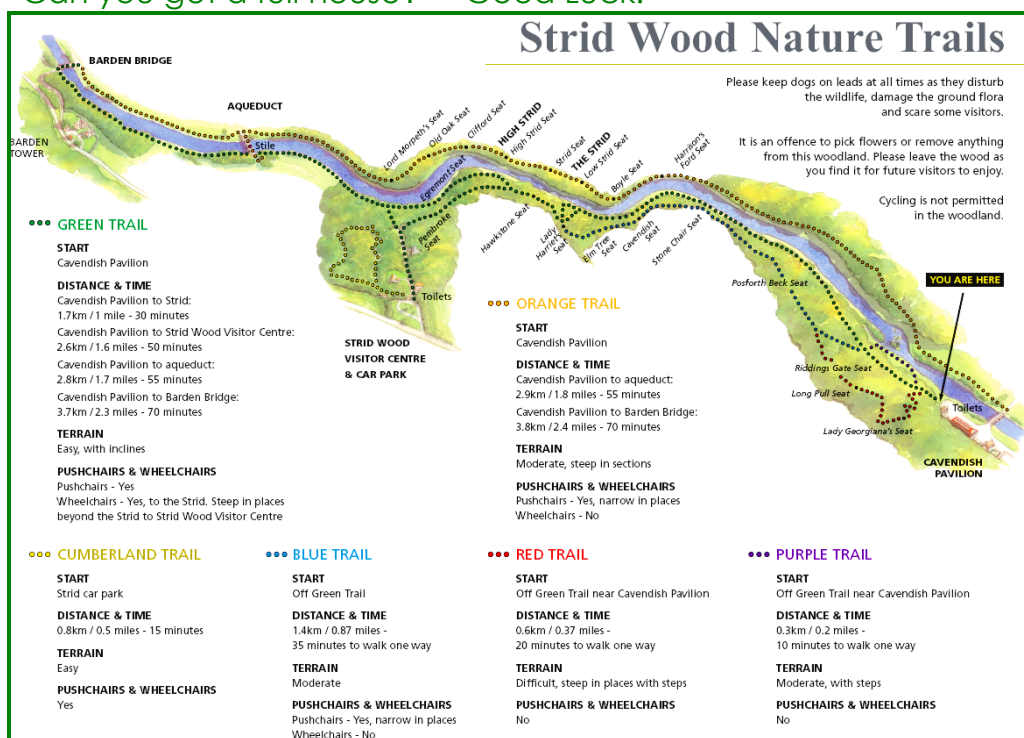 Can you get a full house? Good Luck!
Strid Wood Nature Trails
Please keep dogs on leads at all times as they disturb
the wildlife, damage the ground flora
and scare some visitors.
It is an offence to pick flowers or remove anything
from this woodland. Please leave the wood as
you find it for future visitors to enjoy.
Cycling is not permitted
in the woodland.
BARDEN BRIDGE
BARDEN
TOWER
AQUEDUCT
Stile
Lord Morpeth's Seat
Old Oak Seat
Clifford Seat
HIGH STRID
High Strid Seat
Strid Seat
THE STRID
Low Strid Seat
Boyle Seat
Harrison's
Ford Seat
Egremont Seat
Pembroke
Seat
Hawkstone Seat
Lady
Harriet's
Seat
Elm Tree
Seat
Cavendish
Seat
Stone Chair Seat
Posforth Beck Seat
YOU ARE HERE
Toilets
STRID WOOD
VISITOR CENTRE
& CAR PARK
Riddings Gate Seat
Long Pull Seat
Lady Georgiana's Seat
Toilets
CAVENDISH
PAVILION
GREEN TRAIL
START
Cavendish Pavilion
DISTANCE & TIME
Cavendish Pavilion to Strid:
1.7km / 1 mile - 30 minutes
Cavendish Pavilion to Strid Wood Visitor Centre:
2.6km / 1.6 miles - 50 minutes
Cavendish Pavilion to aqueduct:
2.8km / 1.7 miles - 55 minutes
Cavendish Pavilion to Barden Bridge:
3.7km / 2.3 miles - 70 minutes
TERRAIN
Easy, with inclines
PUSHCHAIRS & WHEELCHAIRS
Pushchairs - Yes
Wheelchairs - Yes, to the Strid. Steep in places
beyond the Strid to Strid Wood Visitor Centre
ORANGE TRAIL
START
Cavendish Pavilion
DISTANCE & TIME
Cavendish Pavilion to aqueduct:
2.9km / 1.8 miles - 55 minutes
Cavendish Pavilion to Barden Bridge:
3.8km / 2.4 miles - 70 minutes
TERRAIN
Moderate, steep in sections
PUSHCHAIRS & WHEELCHAIRS
Pushchairs - Yes, narrow in places
Wheelchairs - No
CUMBERLAND TRAIL
START
Strid car park
DISTANCE & TIME
0.8km / 0.5 miles - 15 minutes
TERRAIN
Easy
PUSHCHAIRS & WHEELCHAIRS
Yes
BLUE TRAIL
START
Off Green Trail
DISTANCE & TIME
1.4km / 0.87 miles -
35 minutes to walk one way
TERRAIN
Moderate
PUSHCHAIRS & WHEELCHAIRS
Pushchairs - Yes, narrow in places
Wheelchairs - No
RED TRAIL
START
Off Green Trail near Cavendish Pavilion
DISTANCE & TIME
0.6km / 0.37 miles -
20 minutes to walk one way
TERRAIN
Difficult, steep in places with steps
PUSHCHAIRS & WHEELCHAIRS
No
PURPLE TRAIL
START
Off Green Trail near Cavendish Pavilion
DISTANCE & TIME
0.3km / 0.2 miles -
10 minutes to walk one way
TERRAIN
Moderate, with steps
PUSHCHAIRS & WHEELCHAIRS
No